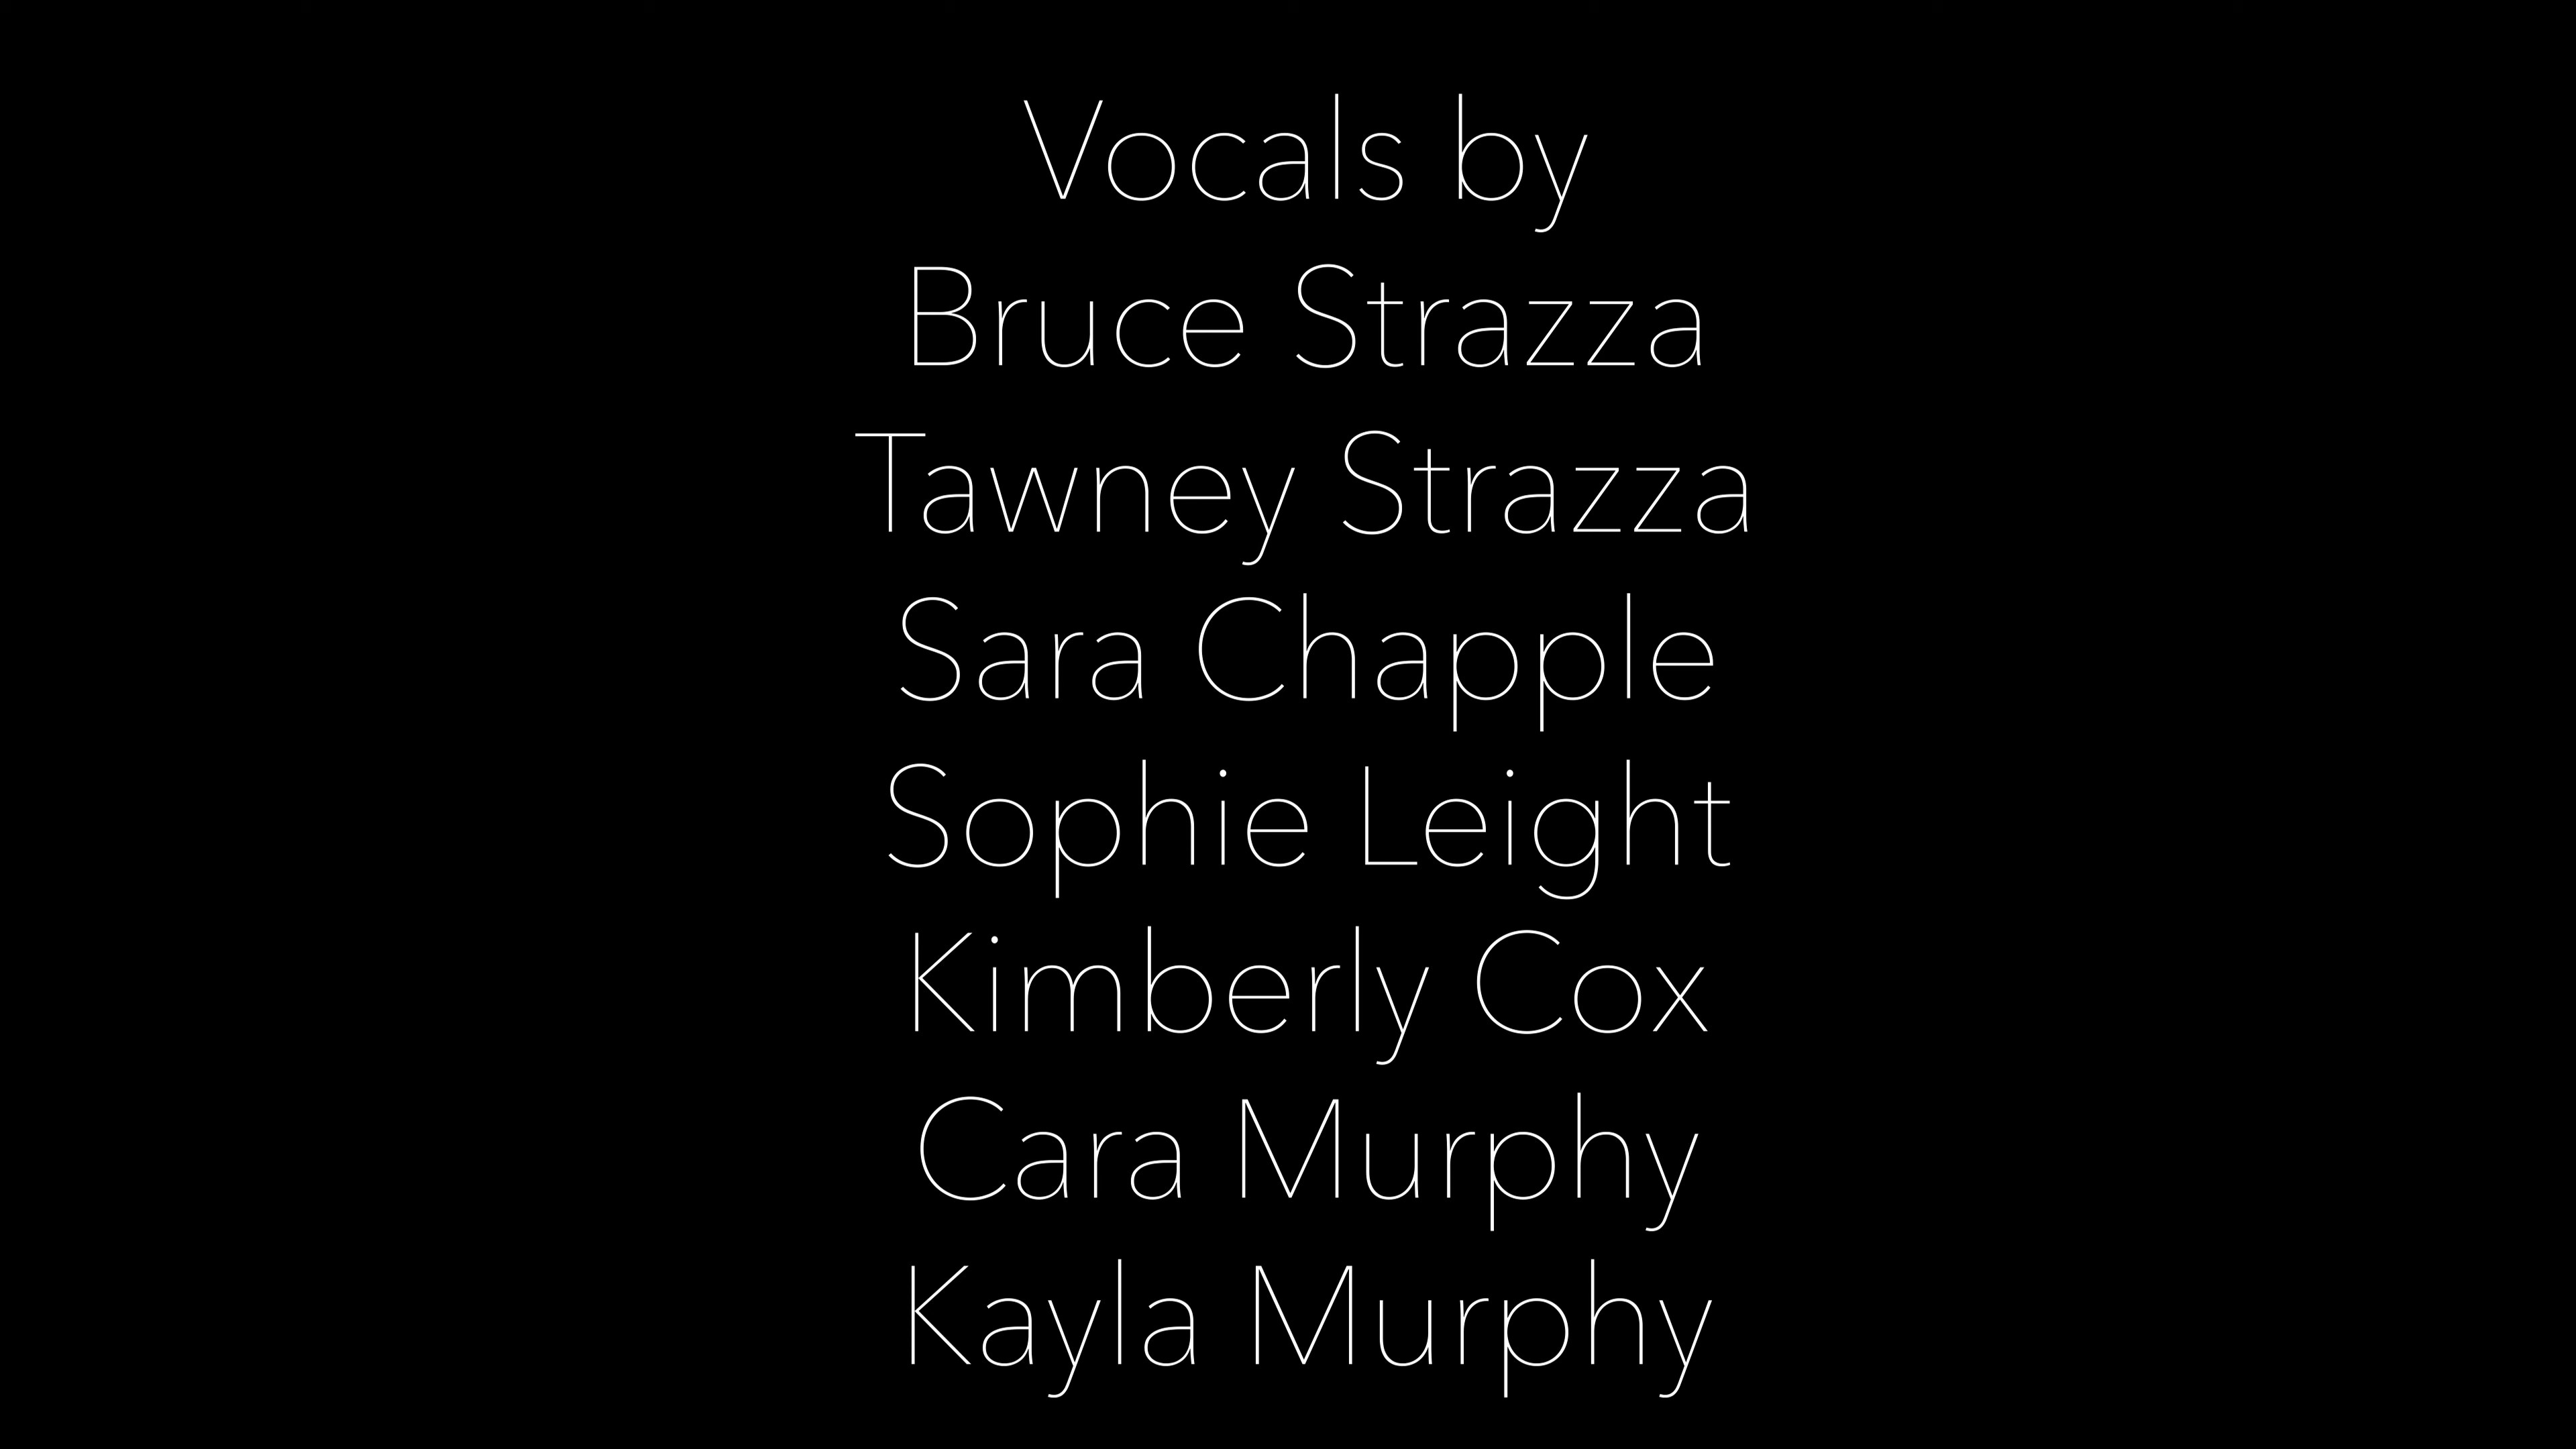 Vocals by
Bruce Strazza
Tawney Strazza
Sara Chapple
Sophie Leight
Kimberly Cox
Cara Murphy
Kayla Murphy